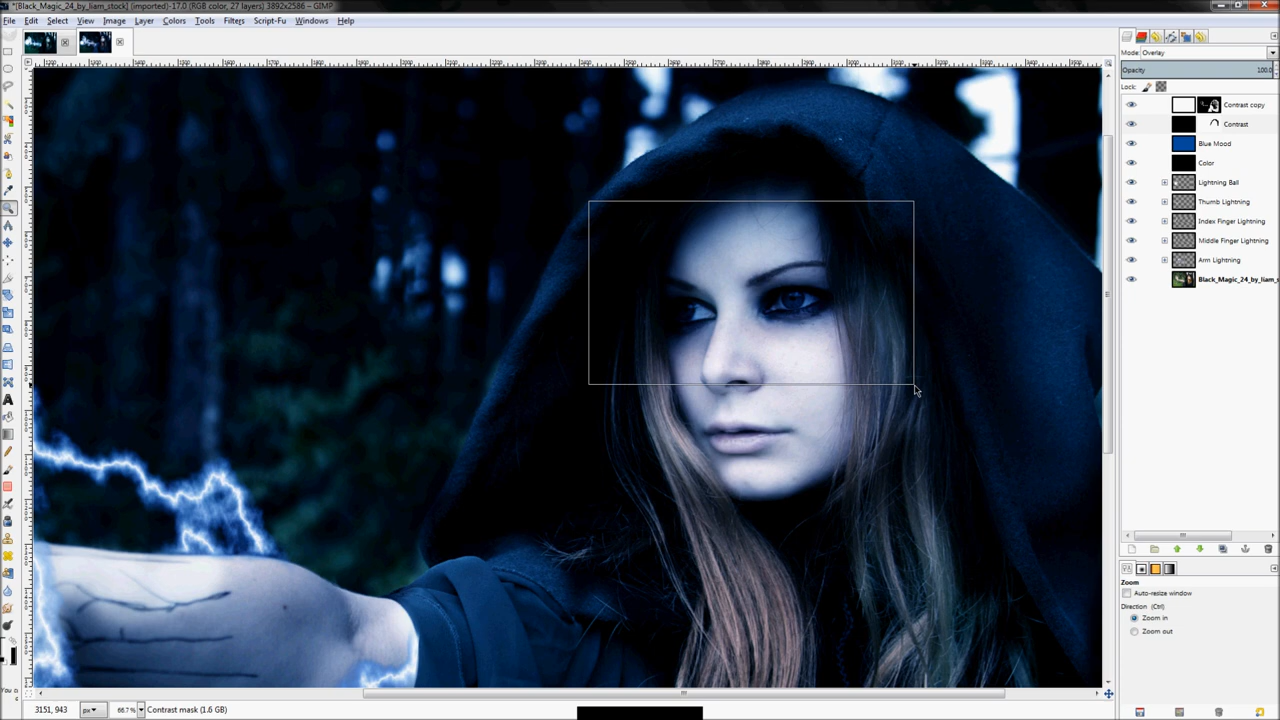 *[Black_Magic_24_by_liam_stock] (imported)-17.0 (RGB color, 27 layers) 3892x2586 – GIMP
File Edit Select View Image Layer Colors Tools Filters Script-Fu Windows Help
Mode: Overlay
Opacity 100.0
Lock:
Contrast copy
Contrast
Blue Mood
Color
Lightning Ball
Thumb Lightning
Index Finger Lightning
Middle Finger Lightning
Arm Lightning
Black_Magic_24_by_liam_s
Zoom
Auto-resize window
Direction (Ctrl)
Zoom in
Zoom out
You c
3151, 943 px 66.7% Contrast mask (1.6 GB)